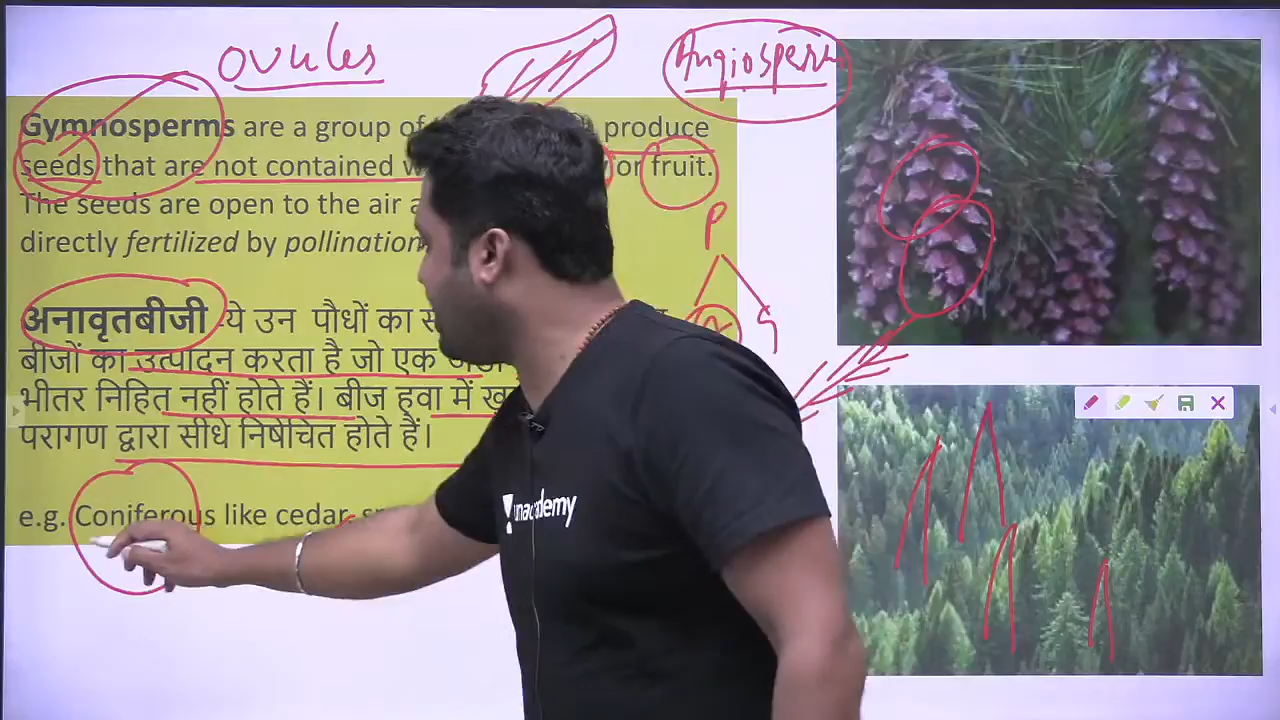 ovules
Angiosperm
Gymnosperms are a group of produce
seeds that are not contained or fruit.
The seeds are open to the air
directly fertilized by pollination
P
G
अनावृतबीजी -ये उन पौधों का
बीजों का उत्पादन करता है जो एक
भीतर निहित नहीं होते हैं। बीज हवा में
परागण द्वारा सीधे निषेचित होते हैं।
e.g. Coniferous like cedar,
unacademy